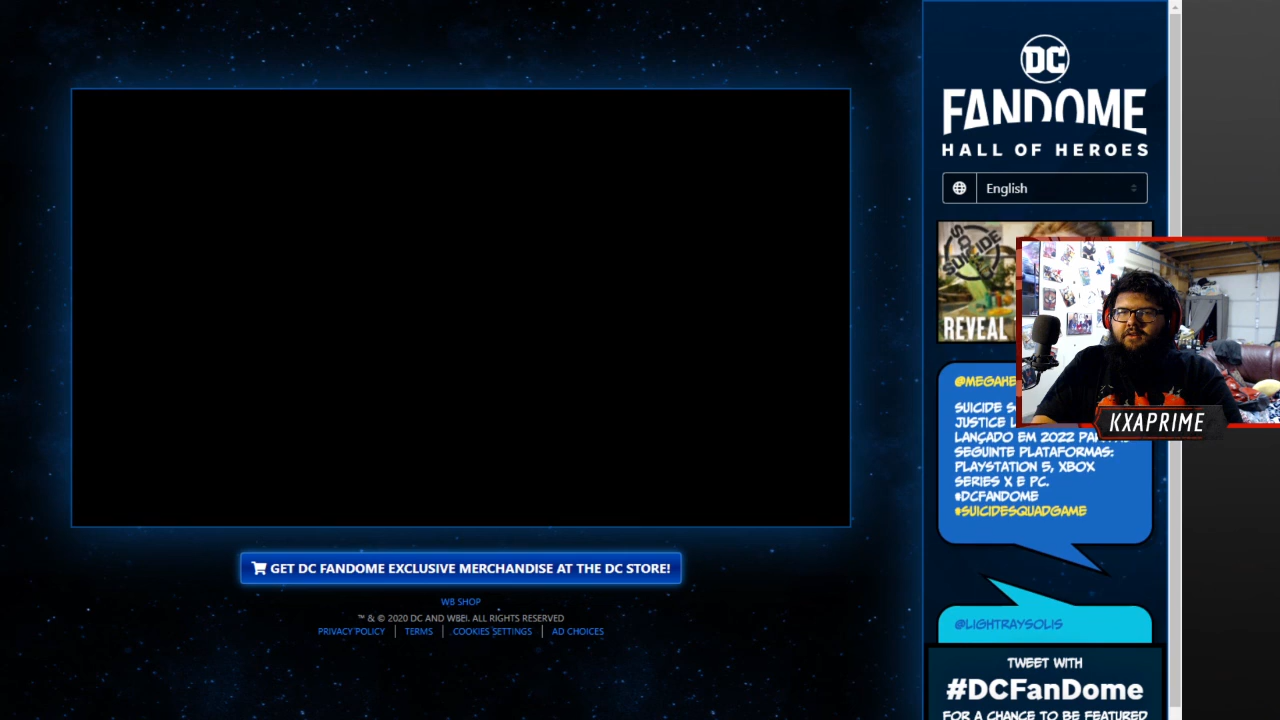 DC
FANDOME
HALL OF HEROES
English
SUICIDE
REVEAL
KXAPRIME
@MEGAHE
SUICIDE S
JUSTICE L
LANÇADO EM 2022 PA
SEGUINTE PLATAFORMAS:
PLAYSTATION 5, XBOX
SERIES X E PC.
#DCFANDOME
#SUICIDESQUADGAME
@LIGHTRAYSOLIS
TWEET WITH
#DCFanDome
FOR A CHANCE TO BE FEATURED
GET DC FANDOME EXCLUSIVE MERCHANDISE AT THE DC STORE!
WB SHOP
™ & © 2020 DC AND WBEI. ALL RIGHTS RESERVED
PRIVACY POLICY | TERMS | COOKIES SETTINGS | AD CHOICES